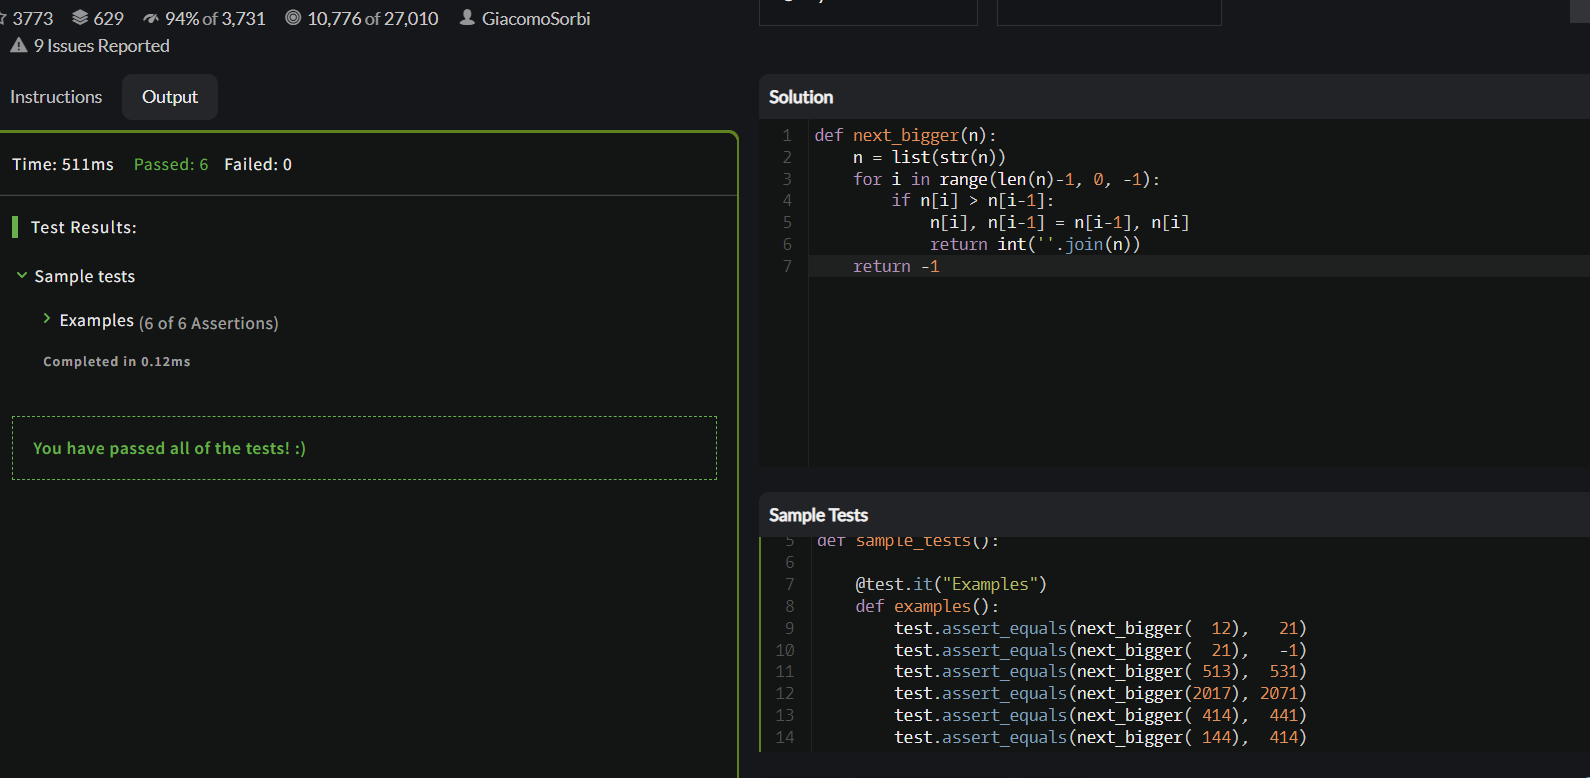 3773 629 94% of 3,731 10,776 of 27,010 GiacomoSorbi
9 Issues Reported
Instructions Output
Time: 511ms Passed: 6 Failed: 0
Test Results:
Sample tests
Examples (6 of 6 Assertions)
Completed in 0.12ms
You have passed all of the tests! :)
Solution
1 def next_bigger(n):
2     n = list(str(n))
3     for i in range(len(n)-1, 0, -1):
4         if n[i] > n[i-1]:
5             n[i], n[i-1] = n[i-1], n[i]
6             return int(''.join(n))
7     return -1
Sample Tests
5 def sample_tests():
6
7     @test.it("Examples")
8     def examples():
9         test.assert_equals(next_bigger(  12),   21)
10         test.assert_equals(next_bigger(  21),   -1)
11         test.assert_equals(next_bigger( 513),  531)
12         test.assert_equals(next_bigger(2017), 2071)
13         test.assert_equals(next_bigger( 414),  441)
14         test.assert_equals(next_bigger( 144),  414)